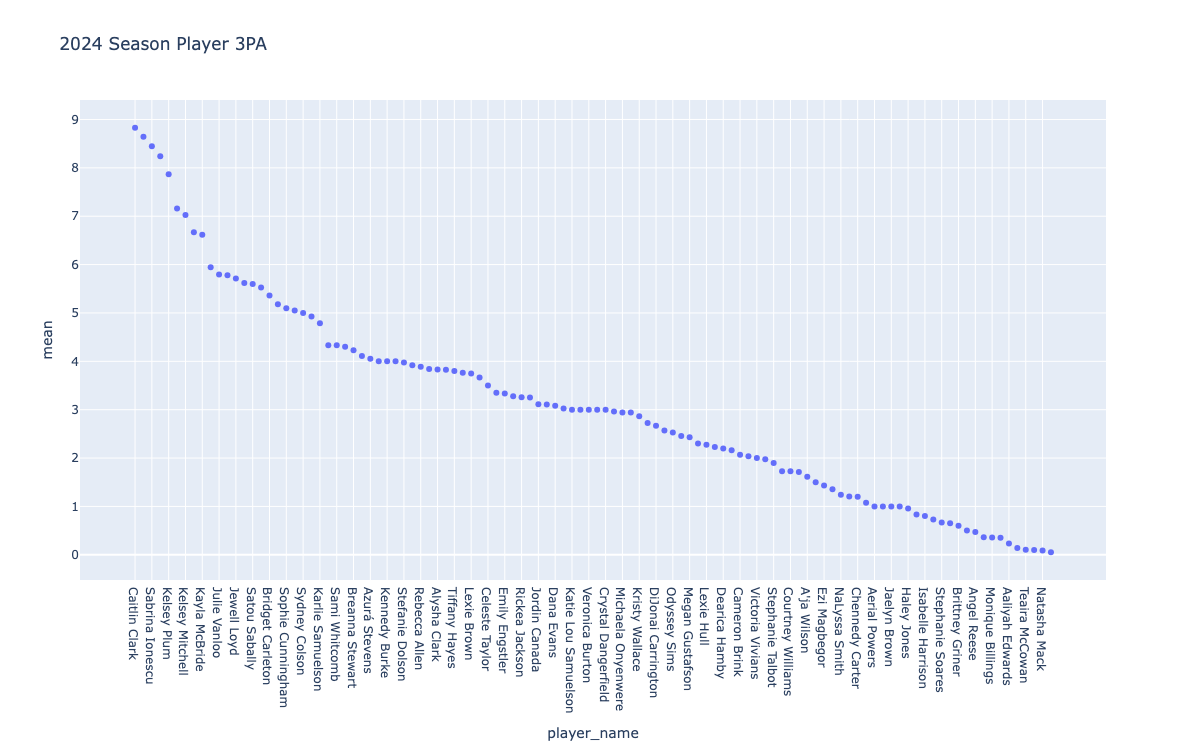 2024 Season Player 3PA
mean
9
8
7
6
5
4
3
2
1
0
Caitlin Clark
Sabrina Ionescu
Kelsey Plum
Kelsey Mitchell
Kayla McBride
Julie Vanloo
Jewell Loyd
Satou Sabally
Bridget Carleton
Sophie Cunningham
Sydney Colson
Karlie Samuelson
Sami Whitcomb
Breanna Stewart
Azurá Stevens
Kennedy Burke
Stefanie Dolson
Rebecca Allen
Alysha Clark
Tiffany Hayes
Lexie Brown
Celeste Taylor
Emily Engstler
Rickea Jackson
Jordin Canada
Dana Evans
Katie Lou Samuelson
Veronica Burton
Crystal Dangerfield
Michaela Onyenwere
Kristy Wallace
DiJonai Carrington
Odyssey Sims
Megan Gustafson
Lexie Hull
Dearica Hamby
Cameron Brink
Victoria Vivians
Stephanie Talbot
Courtney Williams
A'ja Wilson
Ezi Magbegor
NaLyssa Smith
Chennedy Carter
Aerial Powers
Jaelyn Brown
Haley Jones
Isabelle Harrison
Stephanie Soares
Brittney Griner
Angel Reese
Monique Billings
Aaliyah Edwards
Teaira McCowan
Natasha Mack
player_name